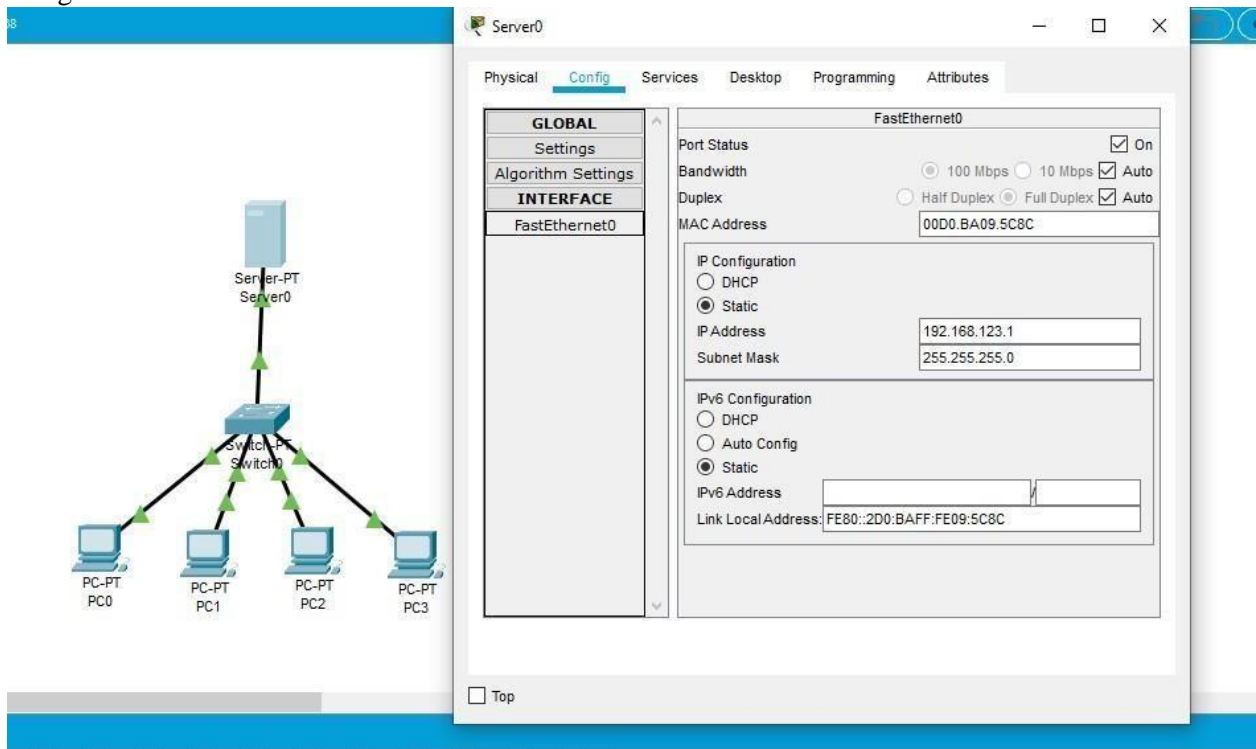 38
Server0
Physical Config Services Desktop Programming Attributes
GLOBAL
Settings
Algorithm Settings
INTERFACE
FastEthernet0
FastEthernet0
Port Status On
Bandwidth 100 Mbps 10 Mbps Auto
Duplex Half Duplex Full Duplex Auto
MAC Address 00D0.BA09.5C8C
IP Configuration
DHCP
Static
IP Address 192.168.123.1
Subnet Mask 255.255.255.0
IPv6 Configuration
DHCP
Auto Config
Static
IPv6 Address /
Link Local Address: FE80::2D0:BAFF:FE09:5C8C
Top
Server-PT
Server0
Switch-PT
Switch0
PC-PT
PC0
PC-PT
PC1
PC-PT
PC2
PC-PT
PC3